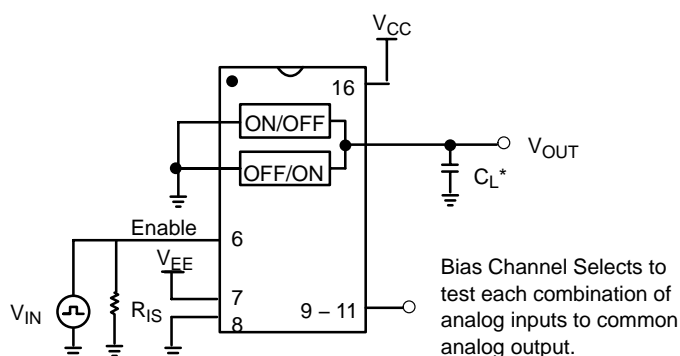 VCC
16
ON/OFF
VOUT
OFF/ON
CL*
Enable
6
VEE
Bias Channel Selects to
test each combination of
analog inputs to common
analog output.
VIN
RIS
7
9 – 11
8